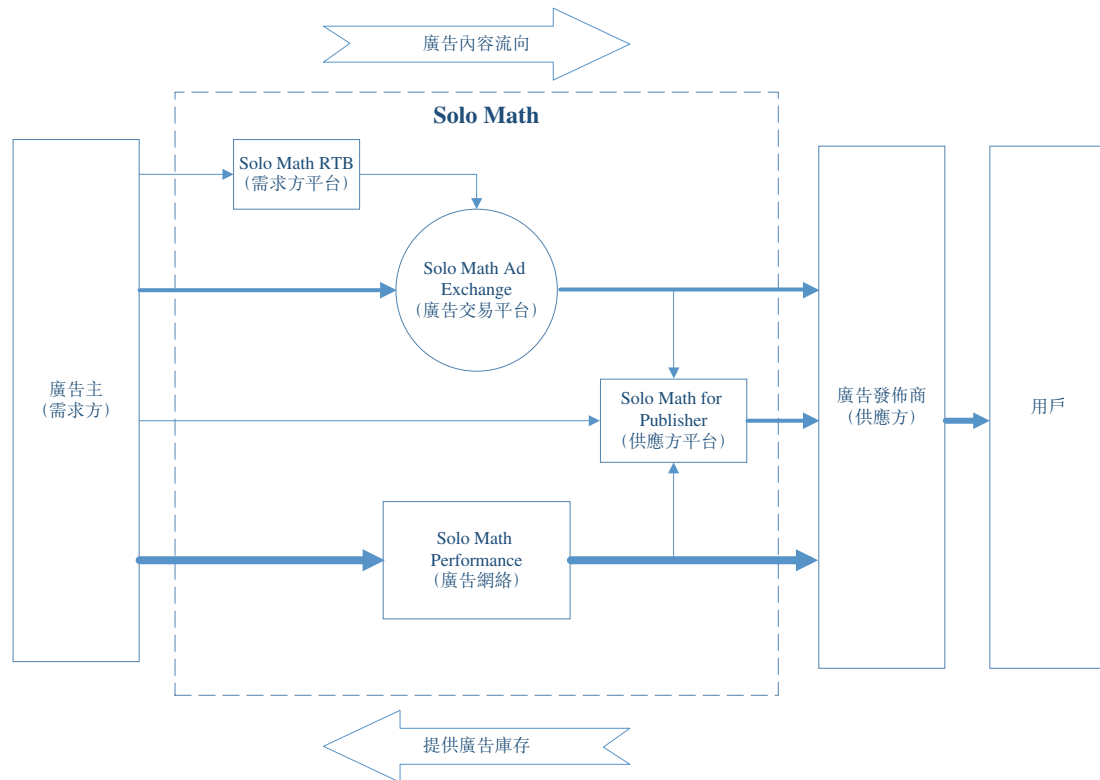 廣告內容流向
Solo Math
Solo Math RTB
（需求方平台）
Solo Math Ad
Exchange
（廣告交易平台）
廣告主
（需求方）
Solo Math for
Publisher
（供應方平台）
廣告發佈商
（供應方）
用戶
Solo Math
Performance
（廣告網絡）
提供廣告庫存